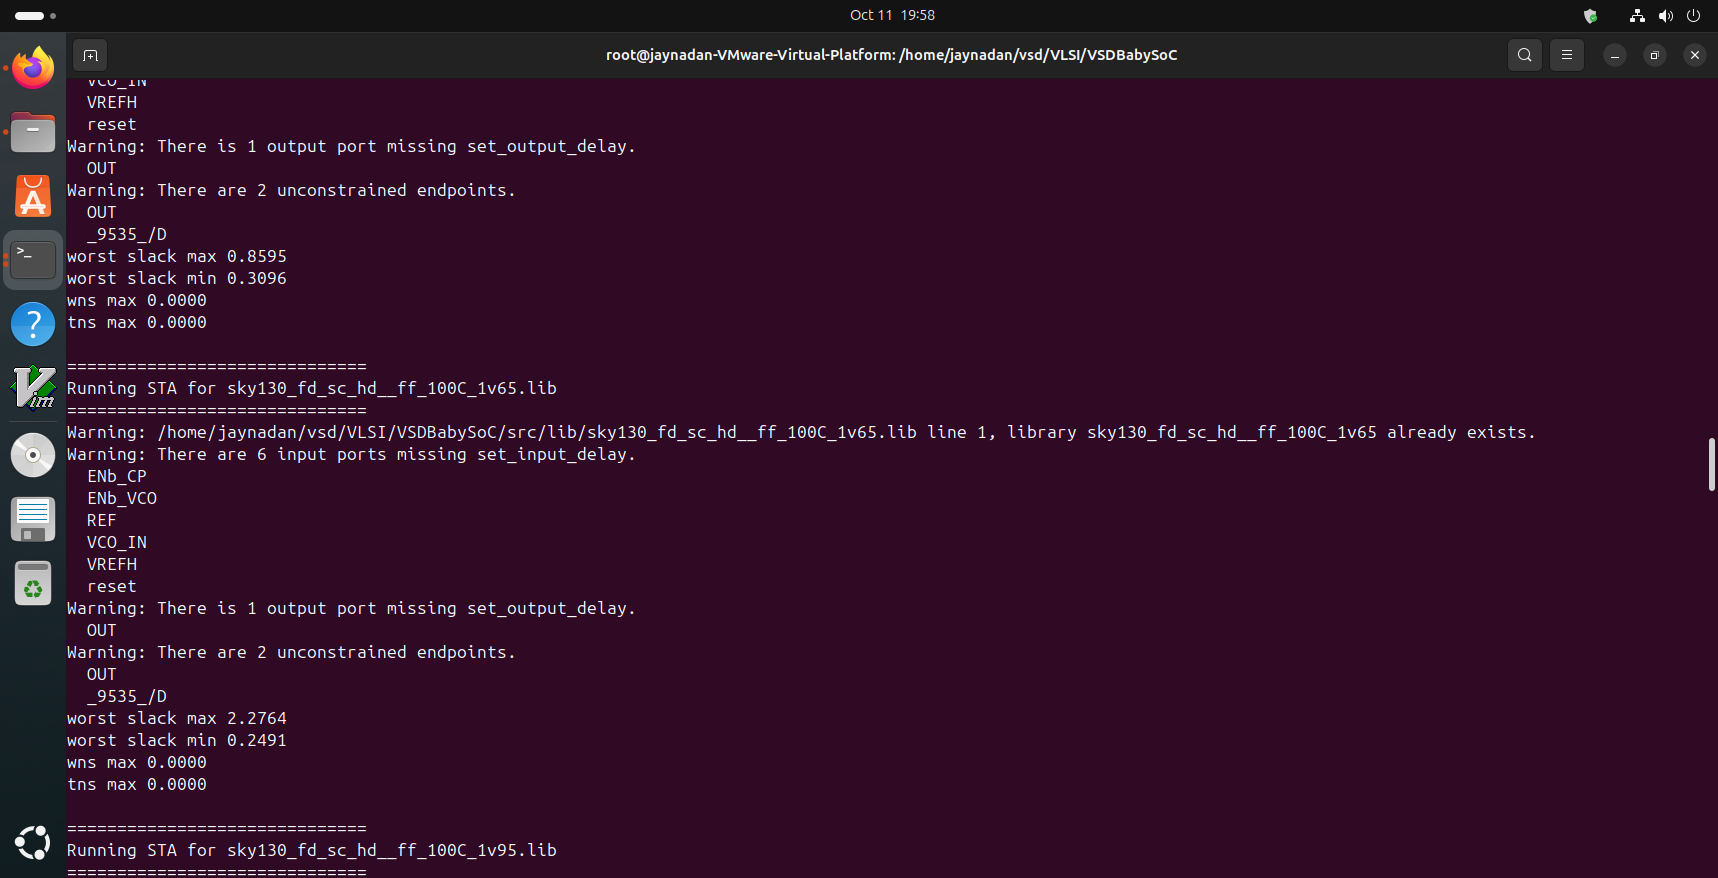 Oct 11 19:58
root@jaynadan-VMware-Virtual-Platform: /home/jaynadan/vsd/VLSI/VSDBabySoC
VCO_IN
VREFH
reset
Warning: There is 1 output port missing set_output_delay.
OUT
Warning: There are 2 unconstrained endpoints.
OUT
_9535_/D
worst slack max 0.8595
worst slack min 0.3096
wns max 0.0000
tns max 0.0000
==============================
Running STA for sky130_fd_sc_hd__ff_100C_1v65.lib
==============================
Warning: /home/jaynadan/vsd/VLSI/VSDBabySoC/src/lib/sky130_fd_sc_hd__ff_100C_1v65.lib line 1, library sky130_fd_sc_hd__ff_100C_1v65 already exists.
Warning: There are 6 input ports missing set_input_delay.
ENb_CP
ENb_VCO
REF
VCO_IN
VREFH
reset
Warning: There is 1 output port missing set_output_delay.
OUT
Warning: There are 2 unconstrained endpoints.
OUT
_9535_/D
worst slack max 2.2764
worst slack min 0.2491
wns max 0.0000
tns max 0.0000
==============================
Running STA for sky130_fd_sc_hd__ff_100C_1v95.lib
==============================